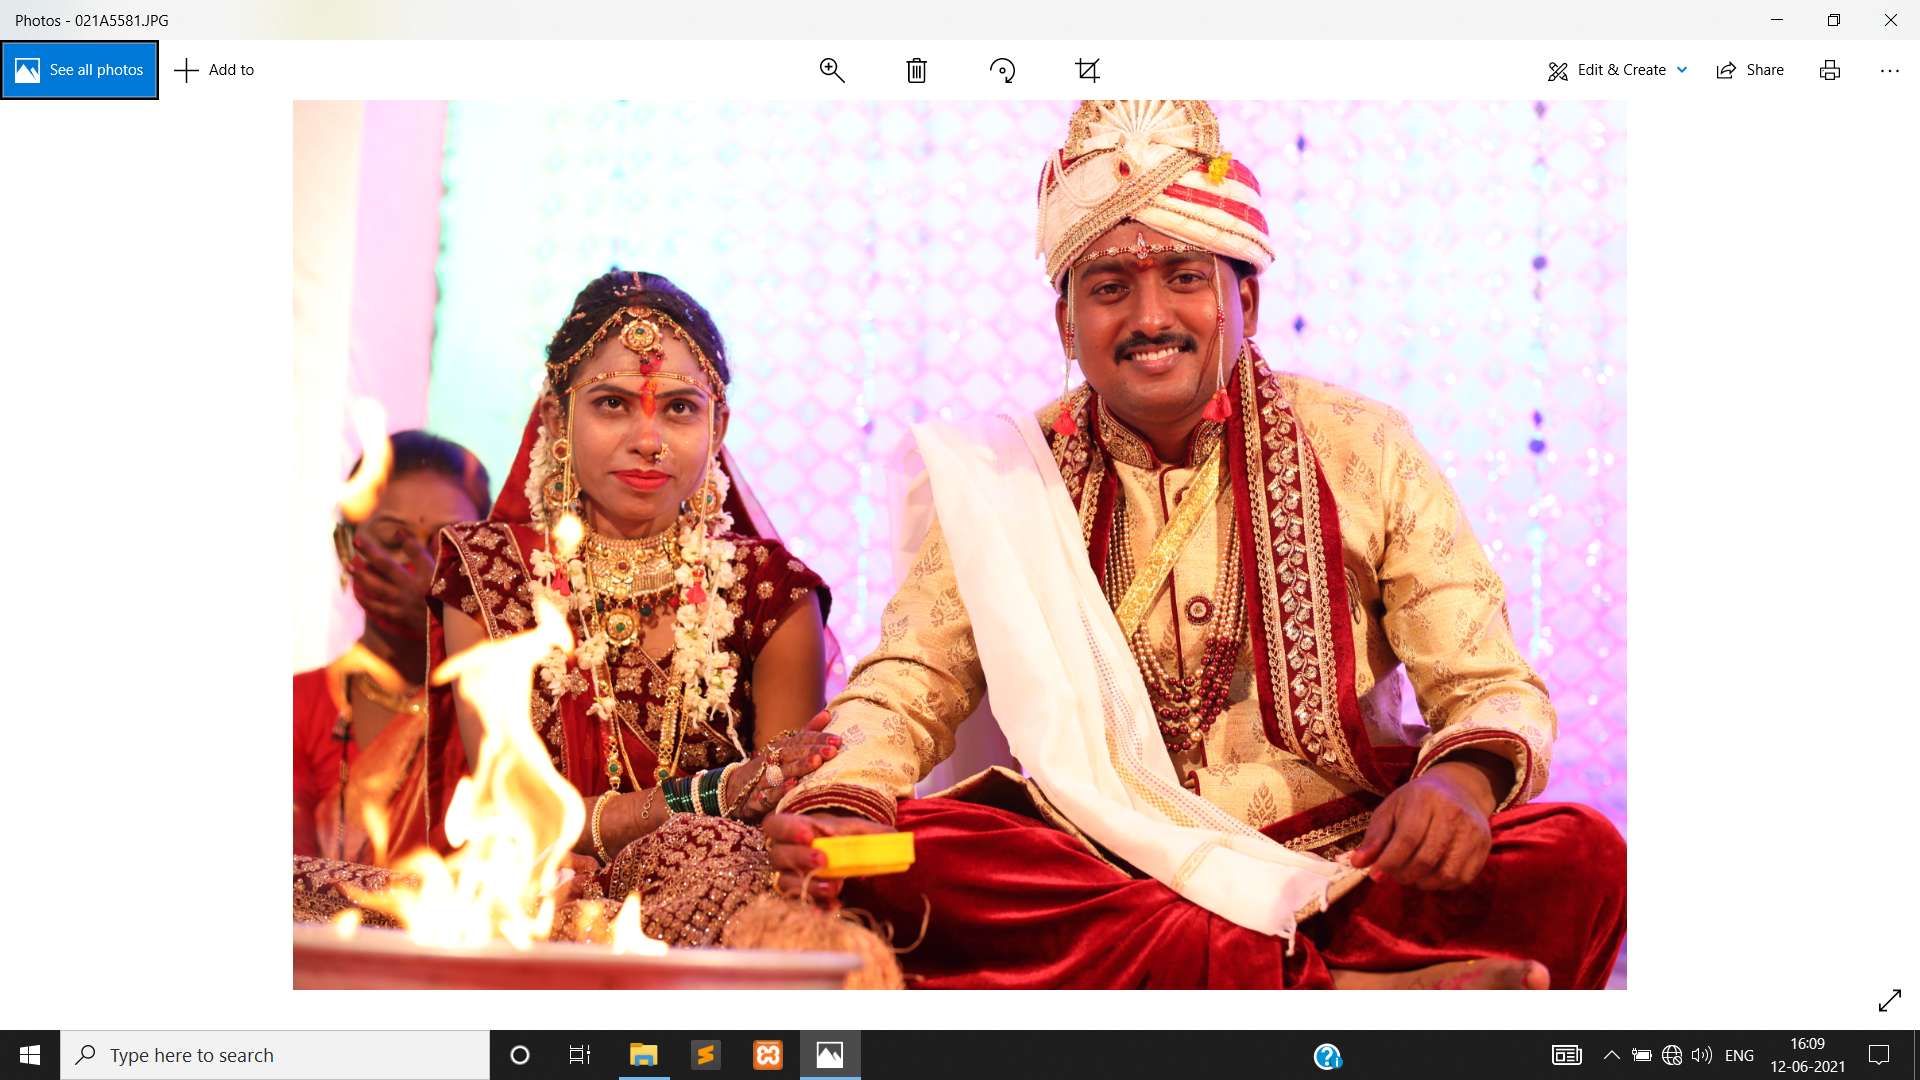 Photos - 021A5581.JPG
See all photos
Add to
Edit & Create
Share
Type here to search
ENG
16:09
12-06-2021